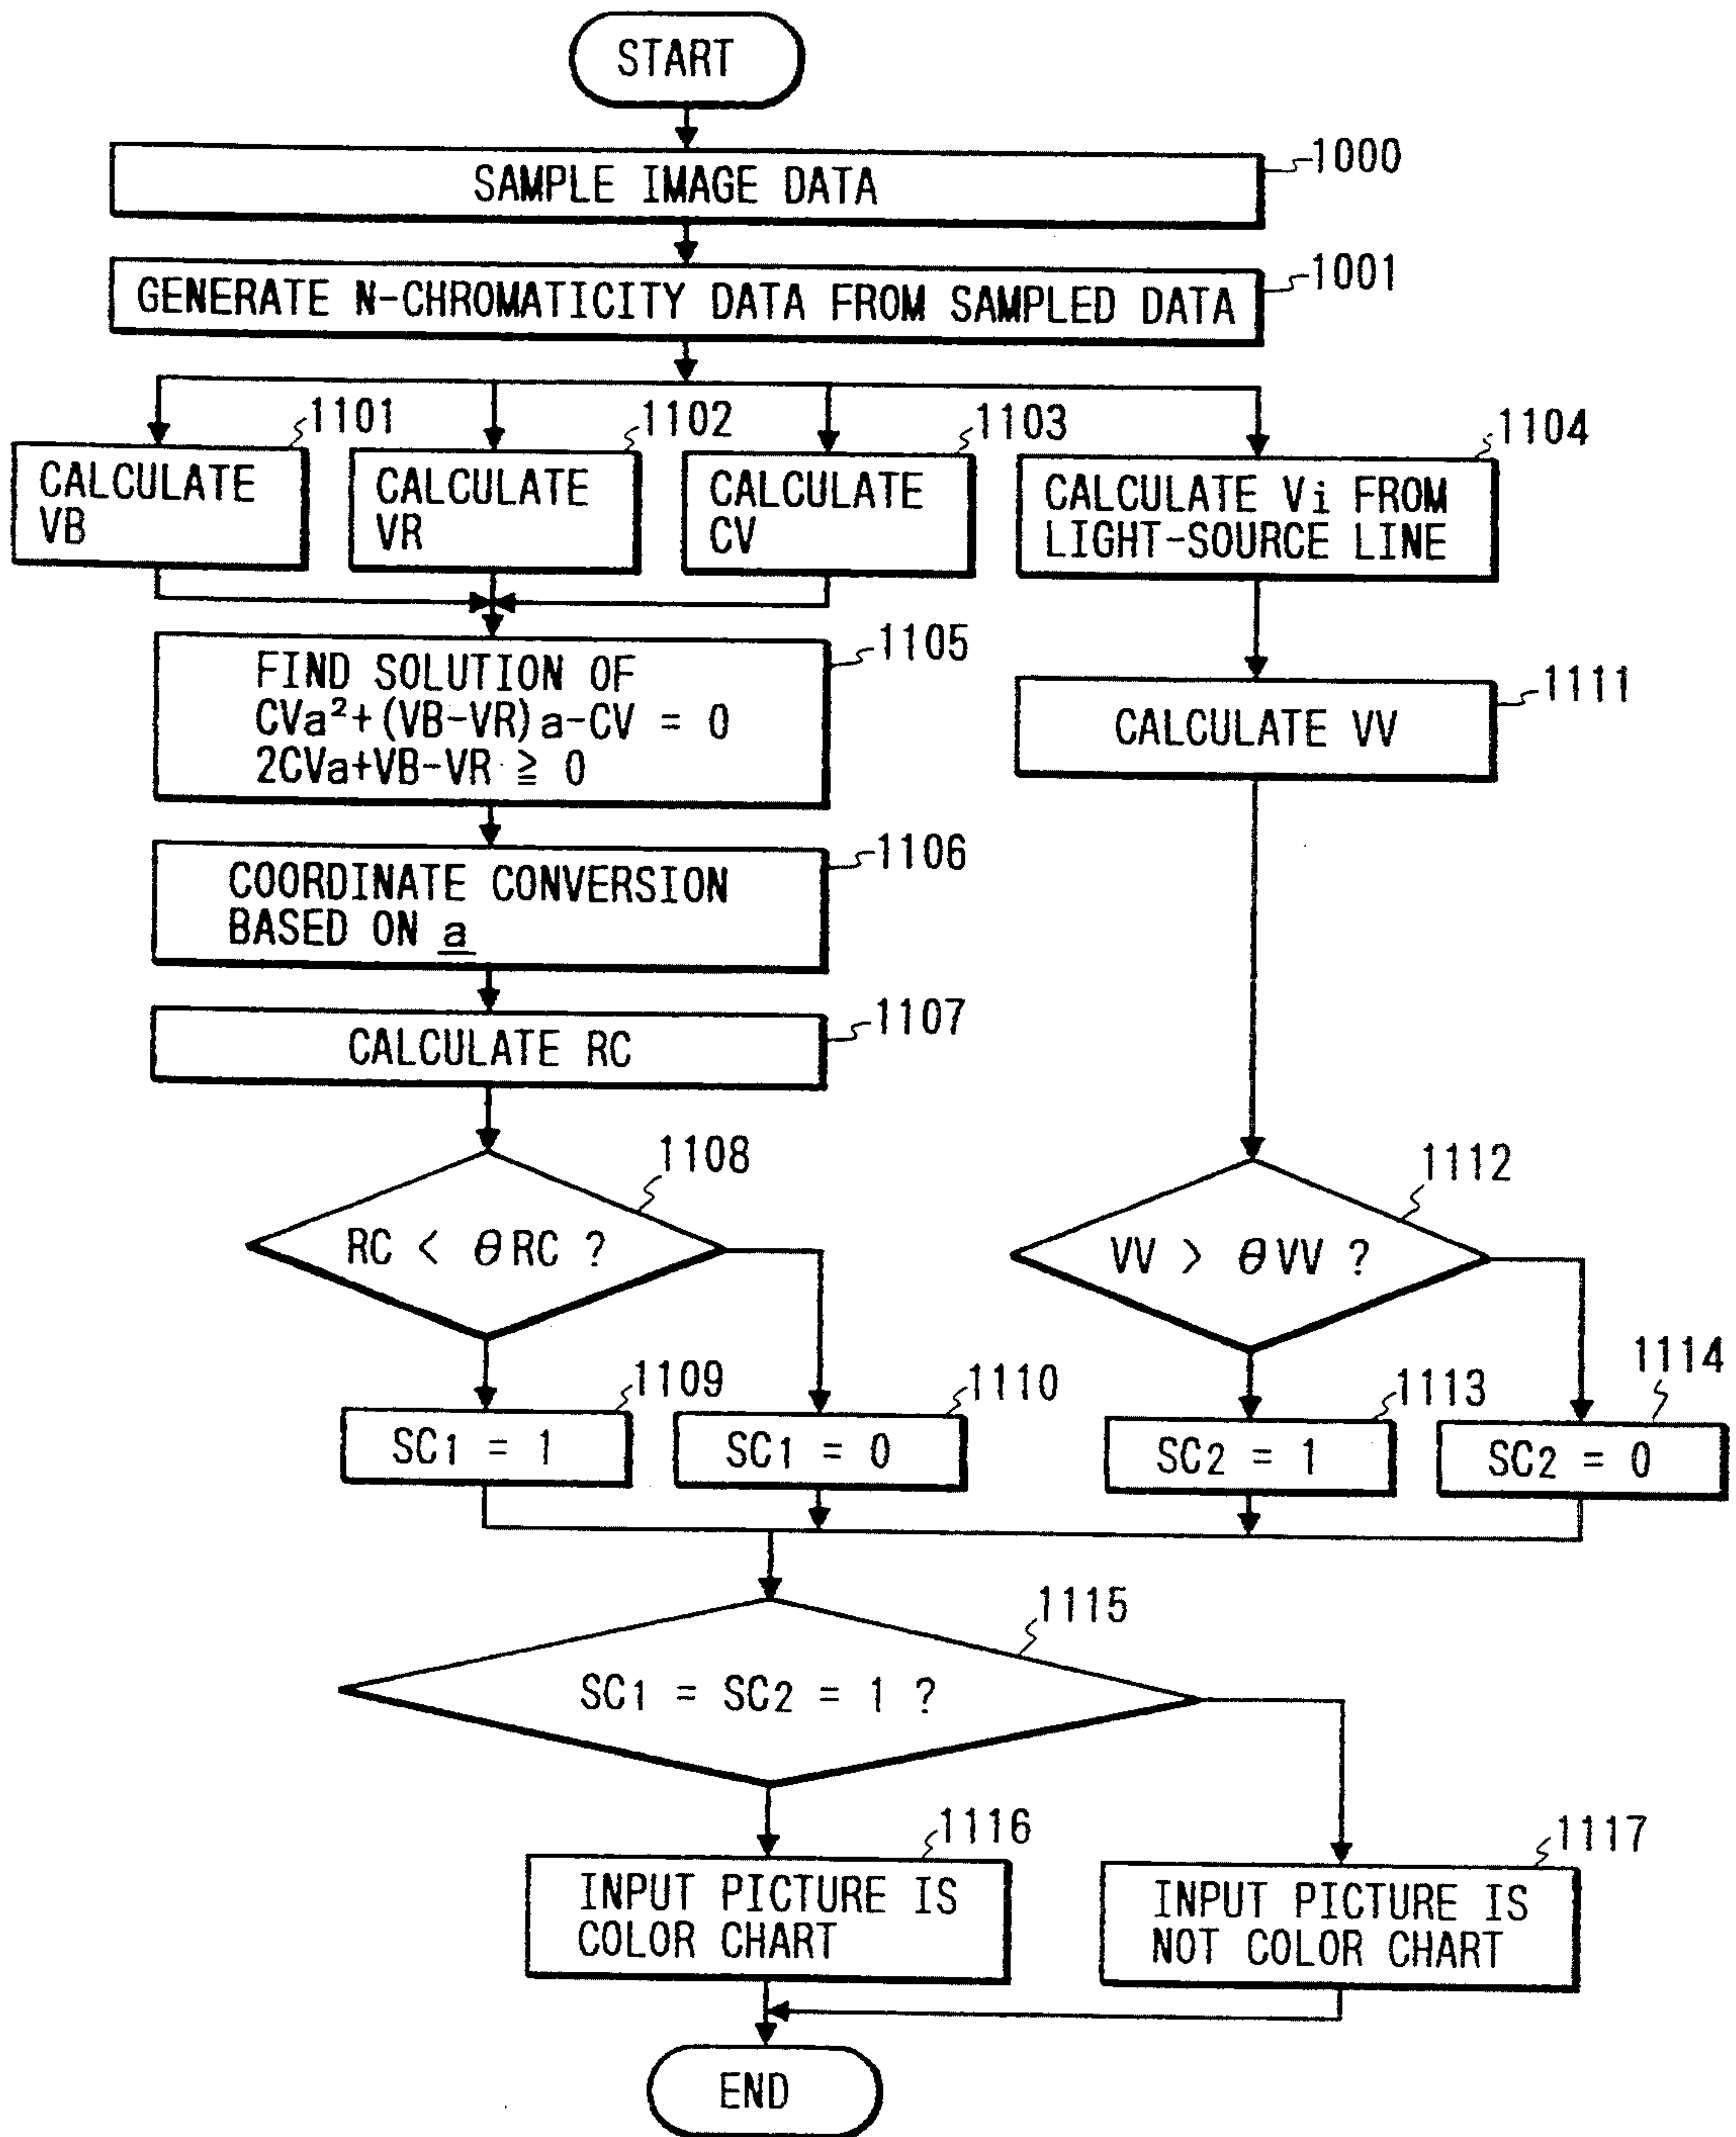 START
1000
SAMPLE IMAGE DATA
1001
GENERATE N-CHROMATICITY DATA FROM SAMPLED DATA
1101
CALCULATE
VB
1102
CALCULATE
VR
1103
CALCULATE
CV
1104
CALCULATE Vi FROM
LIGHT-SOURCE LINE
1105
FIND SOLUTION OF
CVa²+(VB-VR)a-CV = 0
2CVa+VB-VR ≧ 0
1111
CALCULATE VV
1106
COORDINATE CONVERSION
BASED ON a
1107
CALCULATE RC
1108
RC < θRC ?
1112
VV > θVV ?
1109
SC1 = 1
1110
SC1 = 0
1113
SC2 = 1
1114
SC2 = 0
1115
SC1 = SC2 = 1 ?
1116
INPUT PICTURE IS
COLOR CHART
1117
INPUT PICTURE IS
NOT COLOR CHART
END